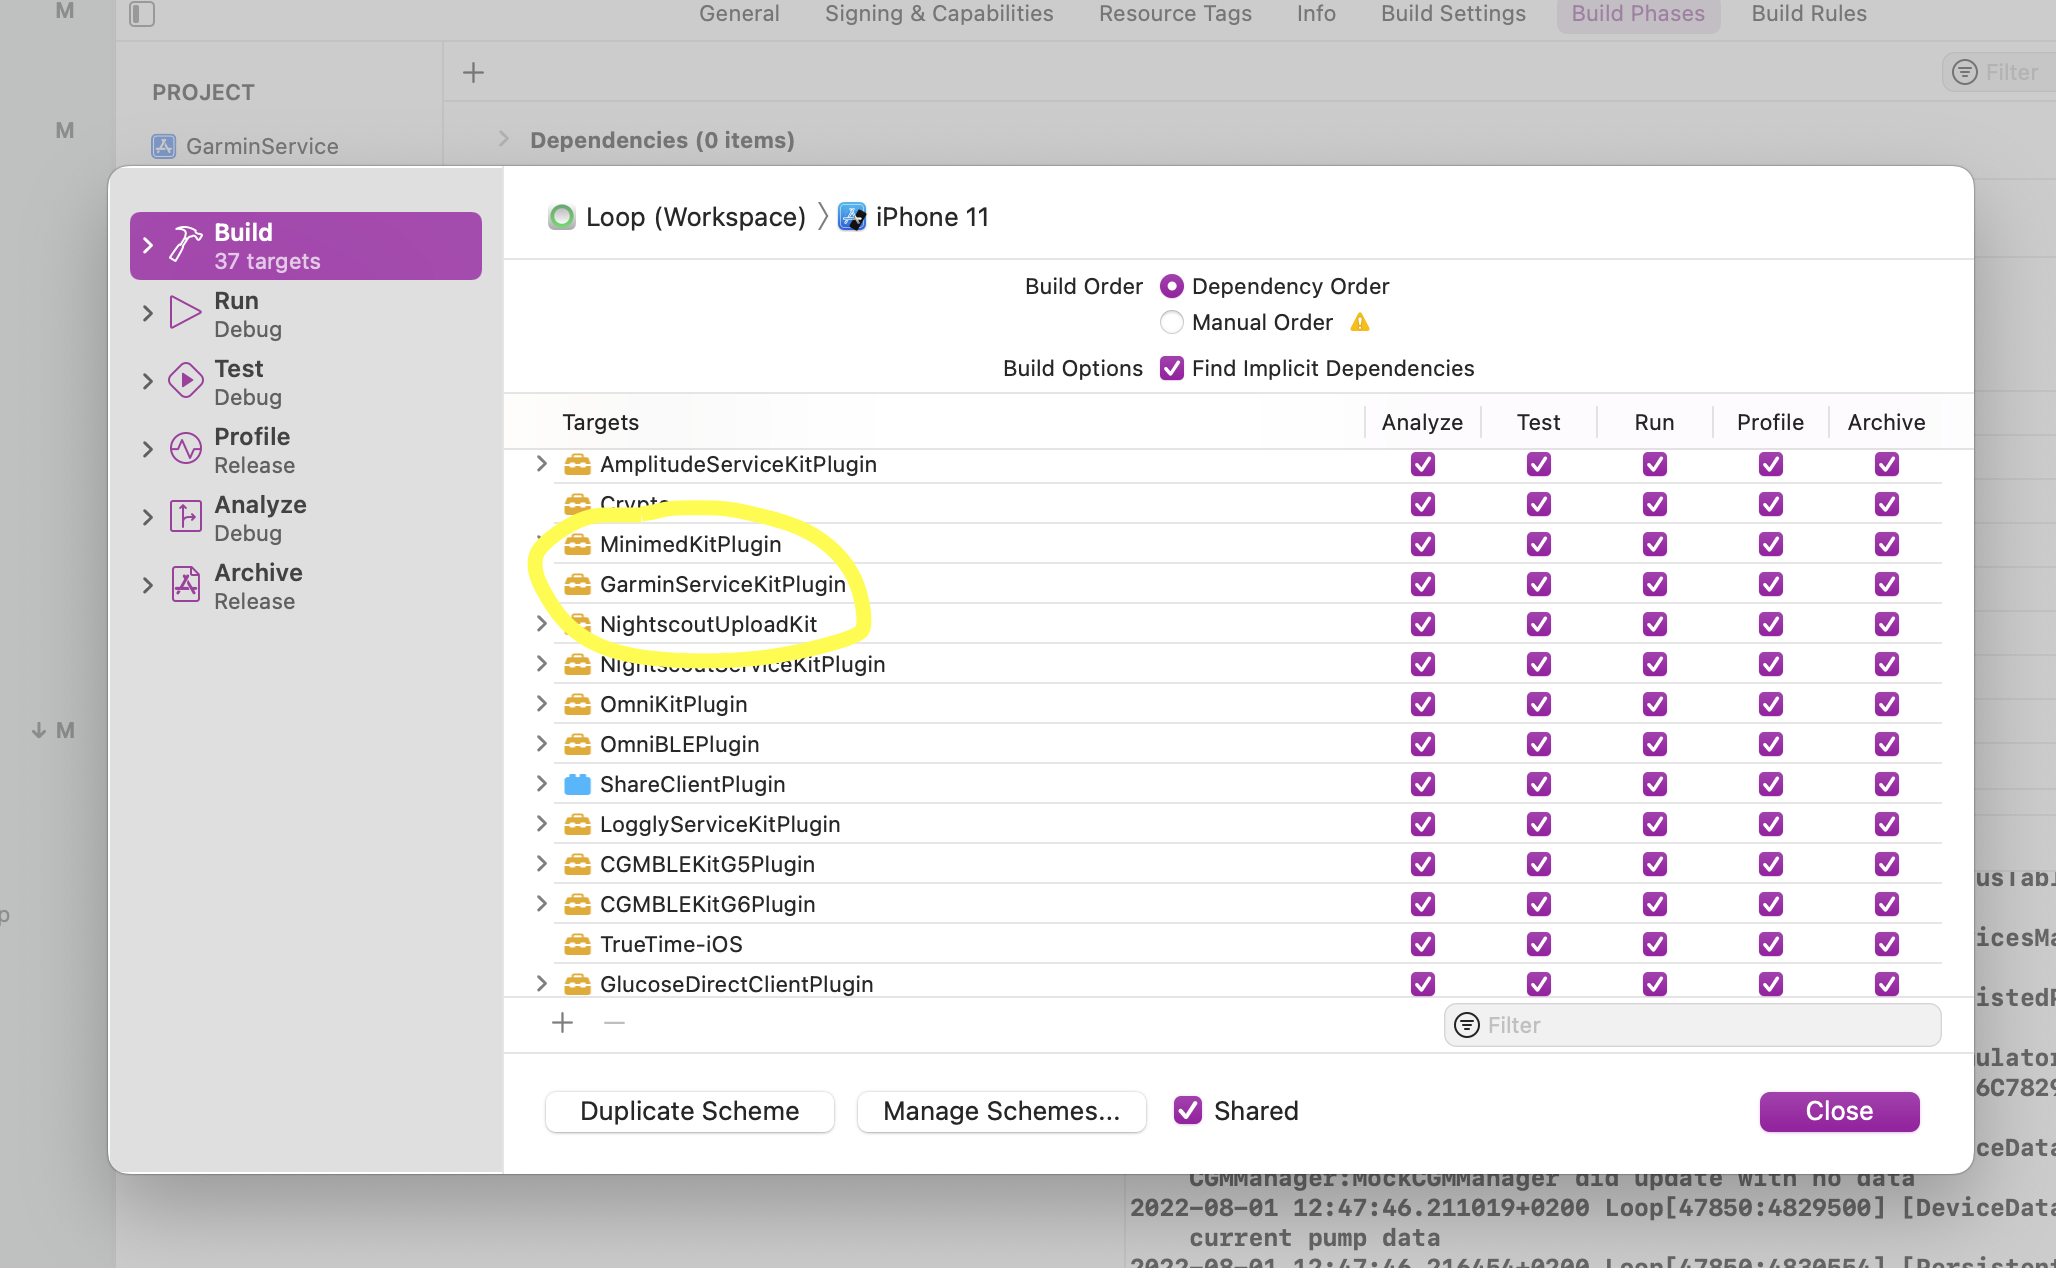 M
General Signing & Capabilities Resource Tags Info Build Settings Build Phases Build Rules
PROJECT
Filter
M
GarminService
Dependencies (0 items)
Build
37 targets
Run
Debug
Test
Debug
Profile
Release
Analyze
Debug
Archive
Release
Loop (Workspace) iPhone 11
Build Order Dependency Order
Manual Order
Build Options Find Implicit Dependencies
Targets Analyze Test Run Profile Archive
AmplitudeServiceKitPlugin
MinimedKitPlugin
GarminServiceKitPlugin
NightscoutUploadKit
NightscoutServiceKitPlugin
OmniKitPlugin
OmniBLEPlugin
ShareClientPlugin
LogglyServiceKitPlugin
CGMBLEKitG5Plugin
CGMBLEKitG6Plugin
TrueTime-iOS
GlucoseDirectClientPlugin
Filter
Duplicate Scheme Manage Schemes... Shared Close
M
p
usTabl
icesMa
istedP
ulator
6C7829
ceData
CGMManager:MockCGMManager did update with no data
2022-08-01 12:47:46.211019+0200 Loop[47850:4829500] [DeviceData
current pump data
2022-08-01 12:47:46.216454+0200 Loop[47850:4830554] [Persistent